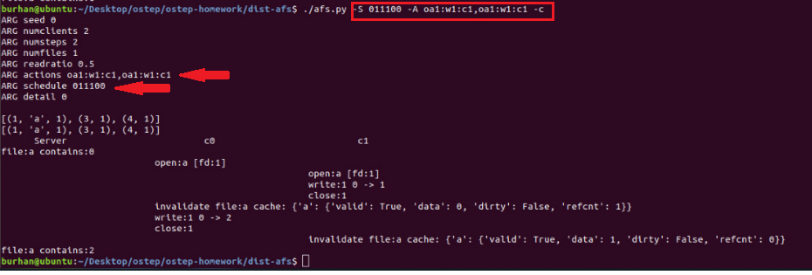 burhan@ubuntu:~/Desktop/ostep/ostep-homework/dist-afs$ ./afs.py -S 011100 -A oa1:w1:c1,oa1:w1:c1 -c
ARG seed 0
ARG numclients 2
ARG numsteps 2
ARG numfiles 1
ARG readratio 0.5
ARG actions oa1:w1:c1,oa1:w1:c1
ARG schedule 011100
ARG detail 0
[(1, 'a', 1), (3, 1), (4, 1)]
[(1, 'a', 1), (3, 1), (4, 1)]
Server c0 c1
file:a contains:0
open:a [fd:1]
open:a [fd:1]
write:1 0 -> 1
close:1
invalidate file:a cache: {'a': {'valid': True, 'data': 0, 'dirty': False, 'refcnt': 1}}
write:1 0 -> 2
close:1
invalidate file:a cache: {'a': {'valid': True, 'data': 1, 'dirty': False, 'refcnt': 0}}
file:a contains:2
burhan@ubuntu:~/Desktop/ostep/ostep-homework/dist-afs$